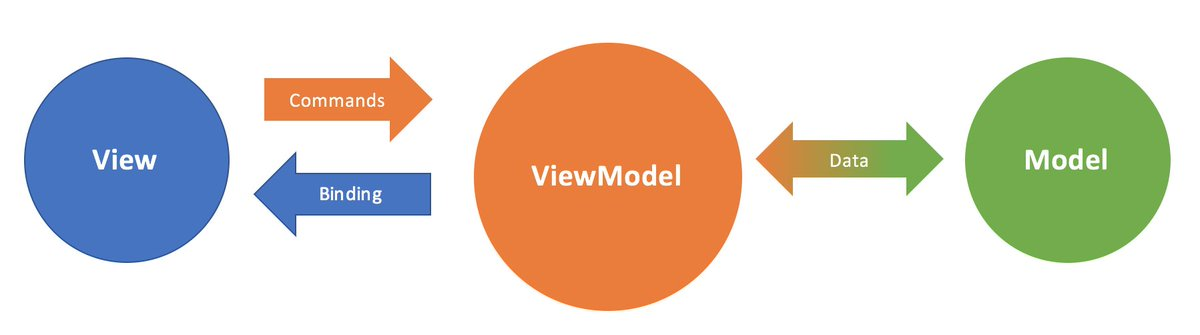 View
Commands
Binding
ViewModel
Data
Model